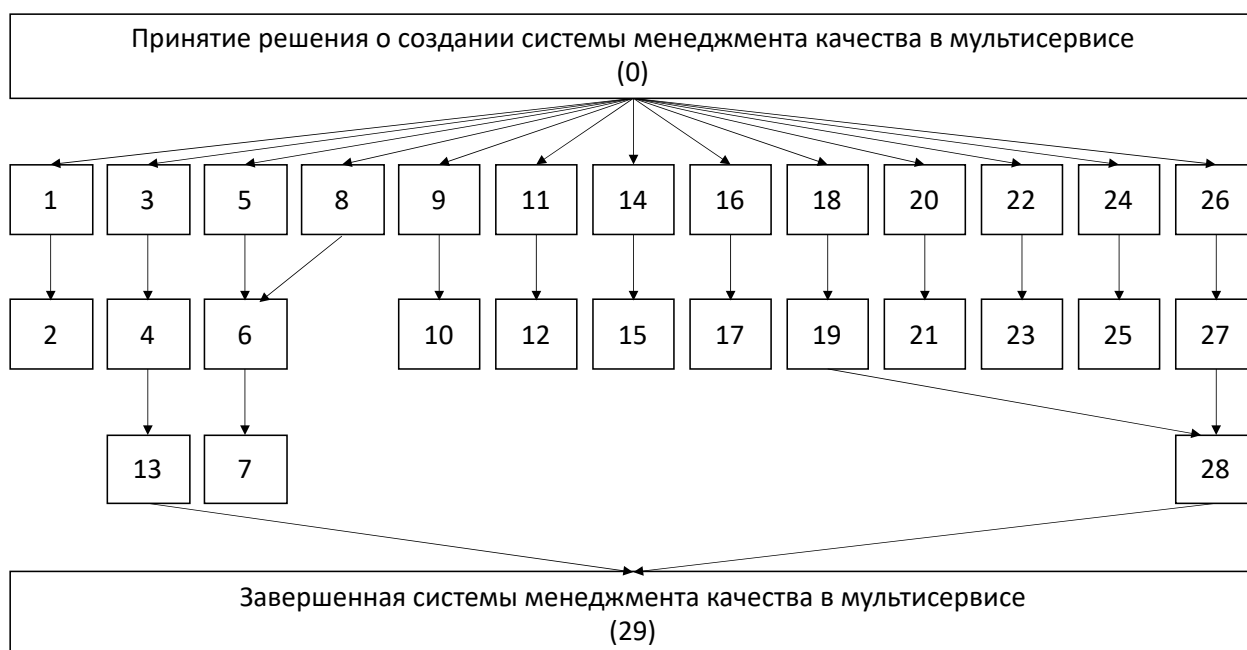 Принятие решения о создании системы менеджмента качества в мультисервисе
(0)
1 3 5 8 9 11 14 16 18 20 22 24 26
2 4 6 10 12 15 17 19 21 23 25 27
13 7 28
Завершенная системы менеджмента качества в мультисервисе
(29)